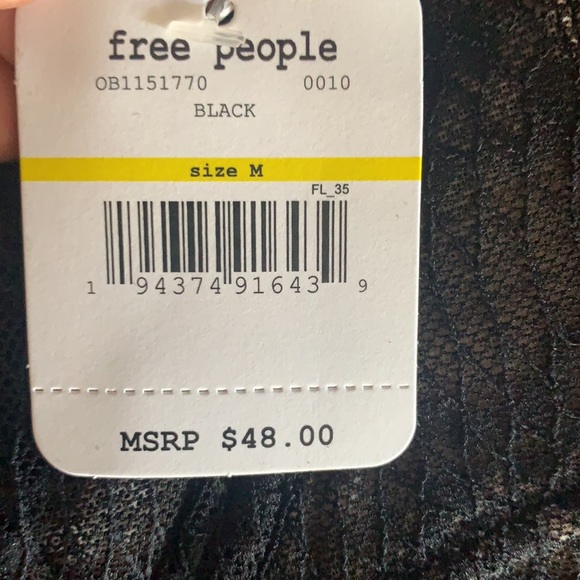 free people
OB1151770 0010
BLACK
size M
FL_35
1 94374 91643 9
MSRP $48.00